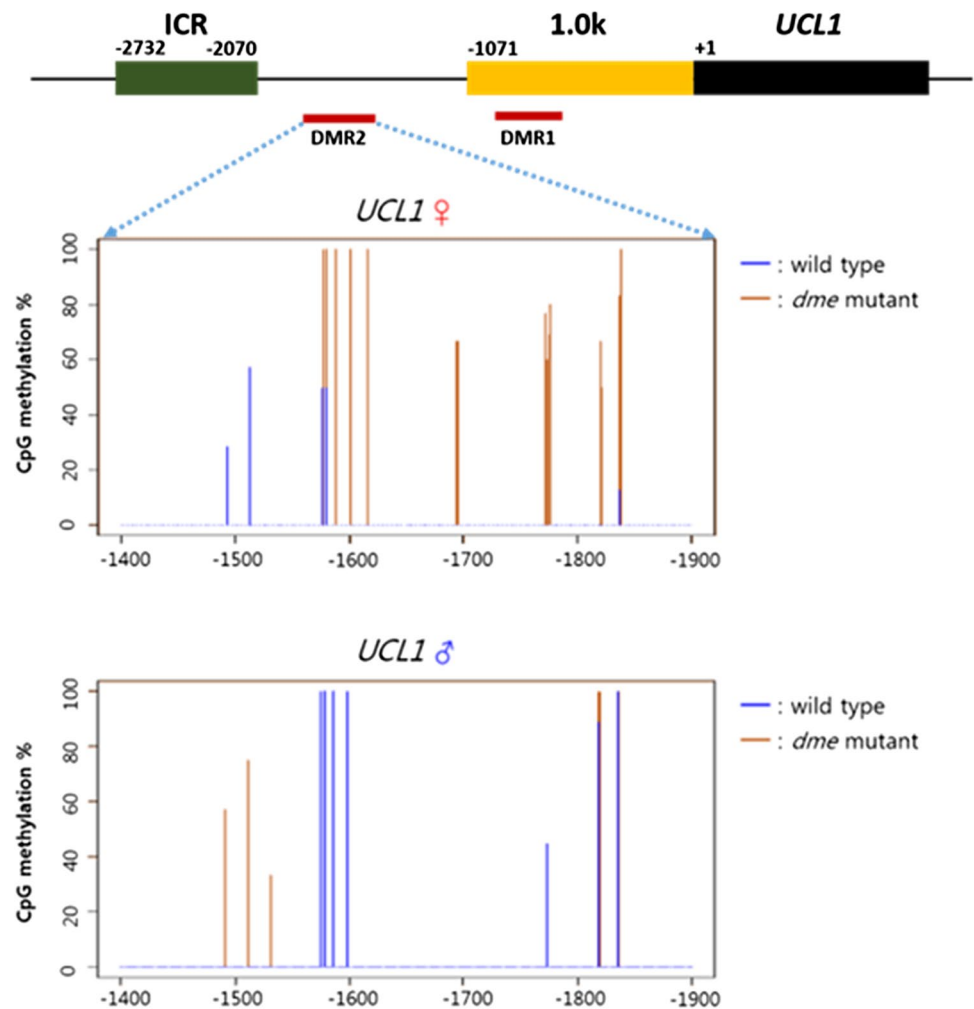 ICR 1.0k UCL1
-2732 -2070 -1071 +1
DMR2 DMR1
UCL1 ♀
CpG methylation %
100
80
60
40
20
0
-1400 -1500 -1600 -1700 -1800 -1900
: wild type
: dme mutant
UCL1 ♂
CpG methylation %
100
80
60
40
20
0
-1400 -1500 -1600 -1700 -1800 -1900
: wild type
: dme mutant